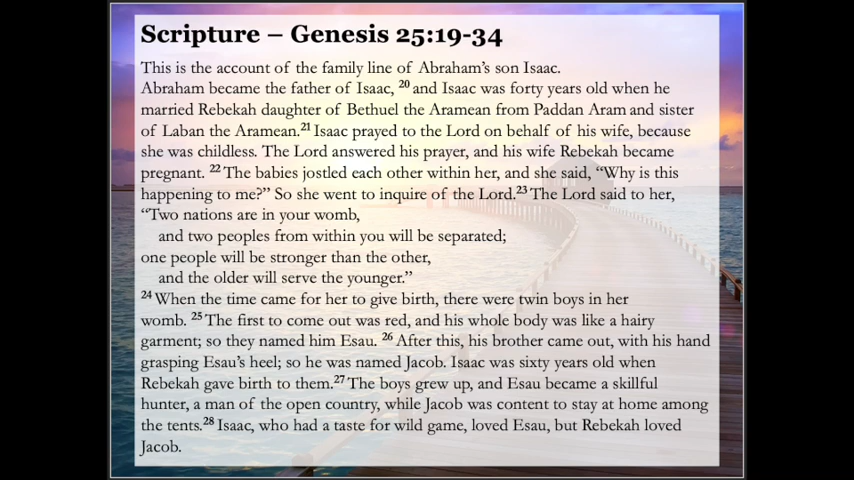 Scripture – Genesis 25:19-34
This is the account of the family line of Abraham’s son Isaac.
Abraham became the father of Isaac, 20 and Isaac was forty years old when he
married Rebekah daughter of Bethuel the Aramean from Paddan Aram and sister
of Laban the Aramean.21 Isaac prayed to the Lord on behalf of his wife, because
she was childless. The Lord answered his prayer, and his wife Rebekah became
pregnant. 22 The babies jostled each other within her, and she said, “Why is this
happening to me?” So she went to inquire of the Lord.23 The Lord said to her,
“Two nations are in your womb,
and two peoples from within you will be separated;
one people will be stronger than the other,
and the older will serve the younger.”
24 When the time came for her to give birth, there were twin boys in her
womb. 25 The first to come out was red, and his whole body was like a hairy
garment; so they named him Esau. 26 After this, his brother came out, with his hand
grasping Esau’s heel; so he was named Jacob. Isaac was sixty years old when
Rebekah gave birth to them.27 The boys grew up, and Esau became a skillful
hunter, a man of the open country, while Jacob was content to stay at home among
the tents.28 Isaac, who had a taste for wild game, loved Esau, but Rebekah loved
Jacob.